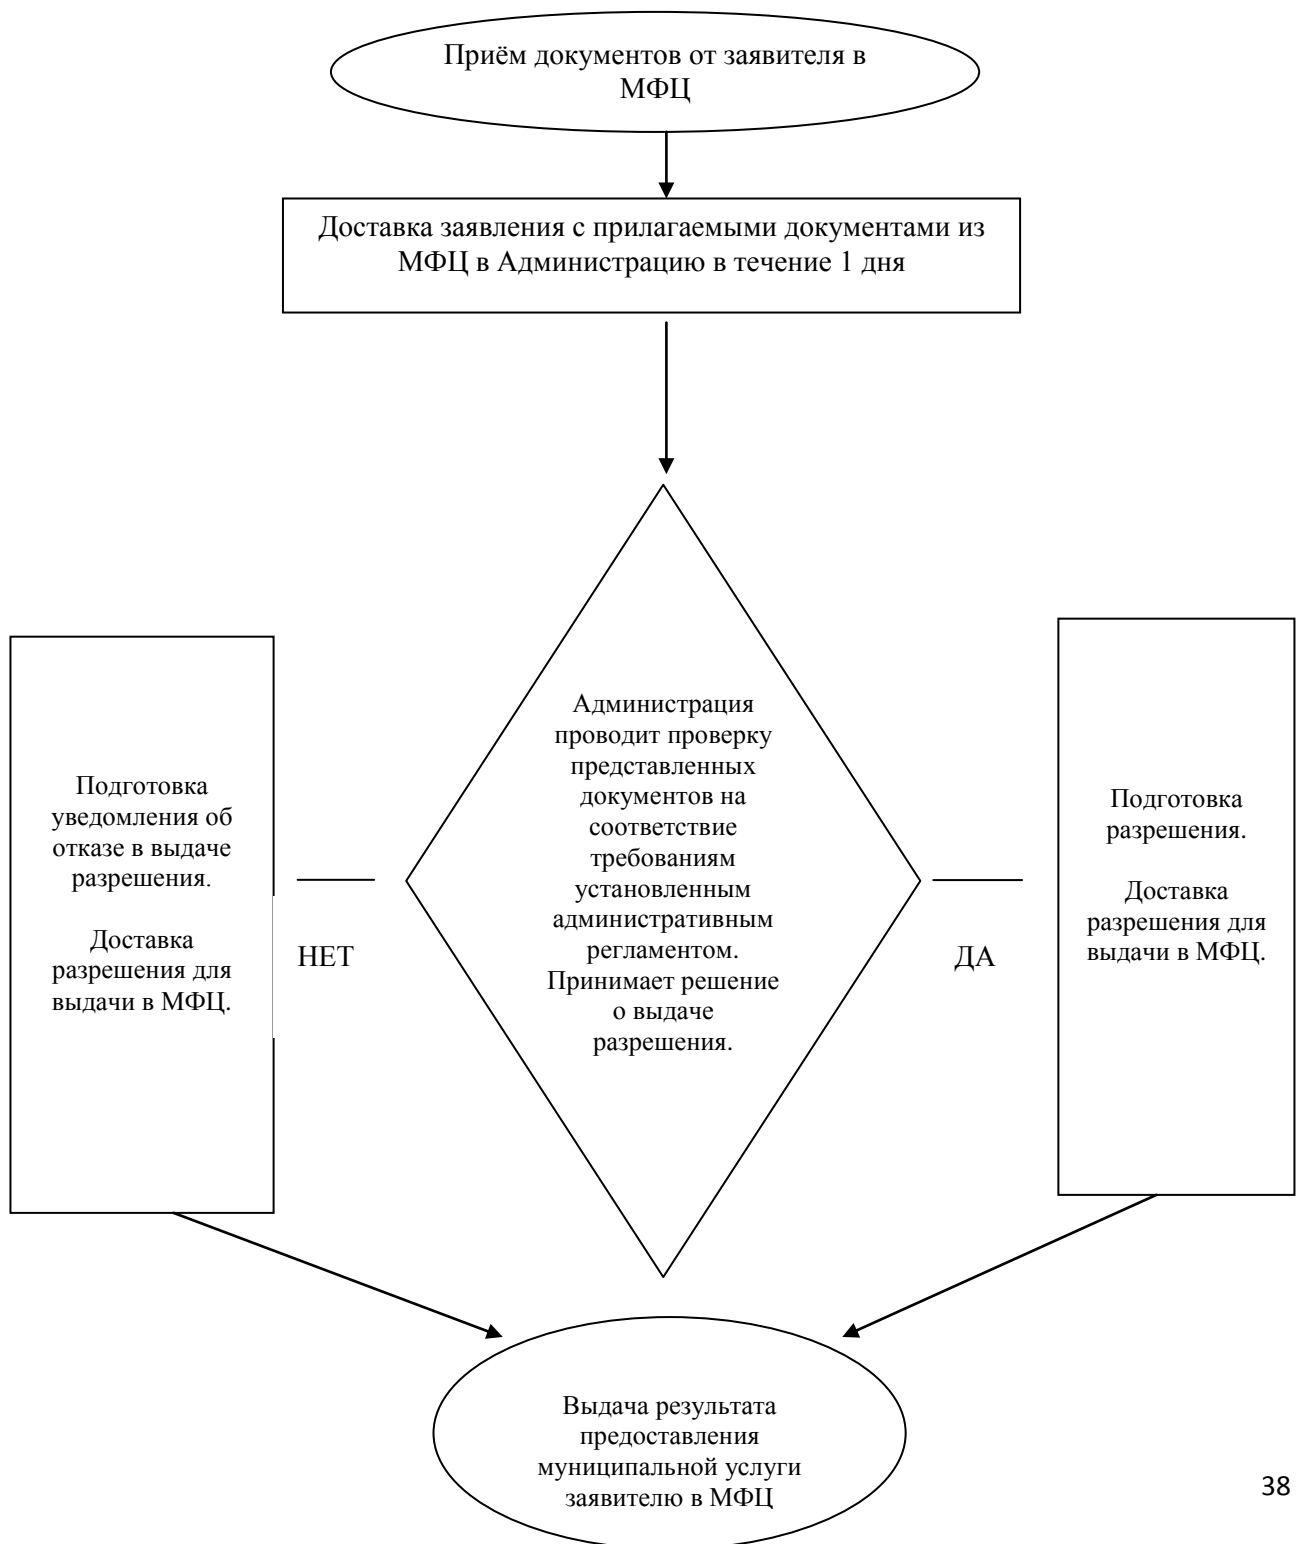 Приём документов от заявителя в
МФЦ
Доставка заявления с прилагаемыми документами из
МФЦ в Администрацию в течение 1 дня
Подготовка
уведомления об
отказе в выдаче
разрешения.
Доставка
разрешения для
выдачи в МФЦ.
НЕТ
Администрация
проводит проверку
представленных
документов на
соответствие
требованиям
установленным
административным
регламентом.
Принимает решение
о выдаче
разрешения.
ДА
Подготовка
разрешения.
Доставка
разрешения для
выдачи в МФЦ.
Выдача результата
предоставления
муниципальной услуги
заявителю в МФЦ
38